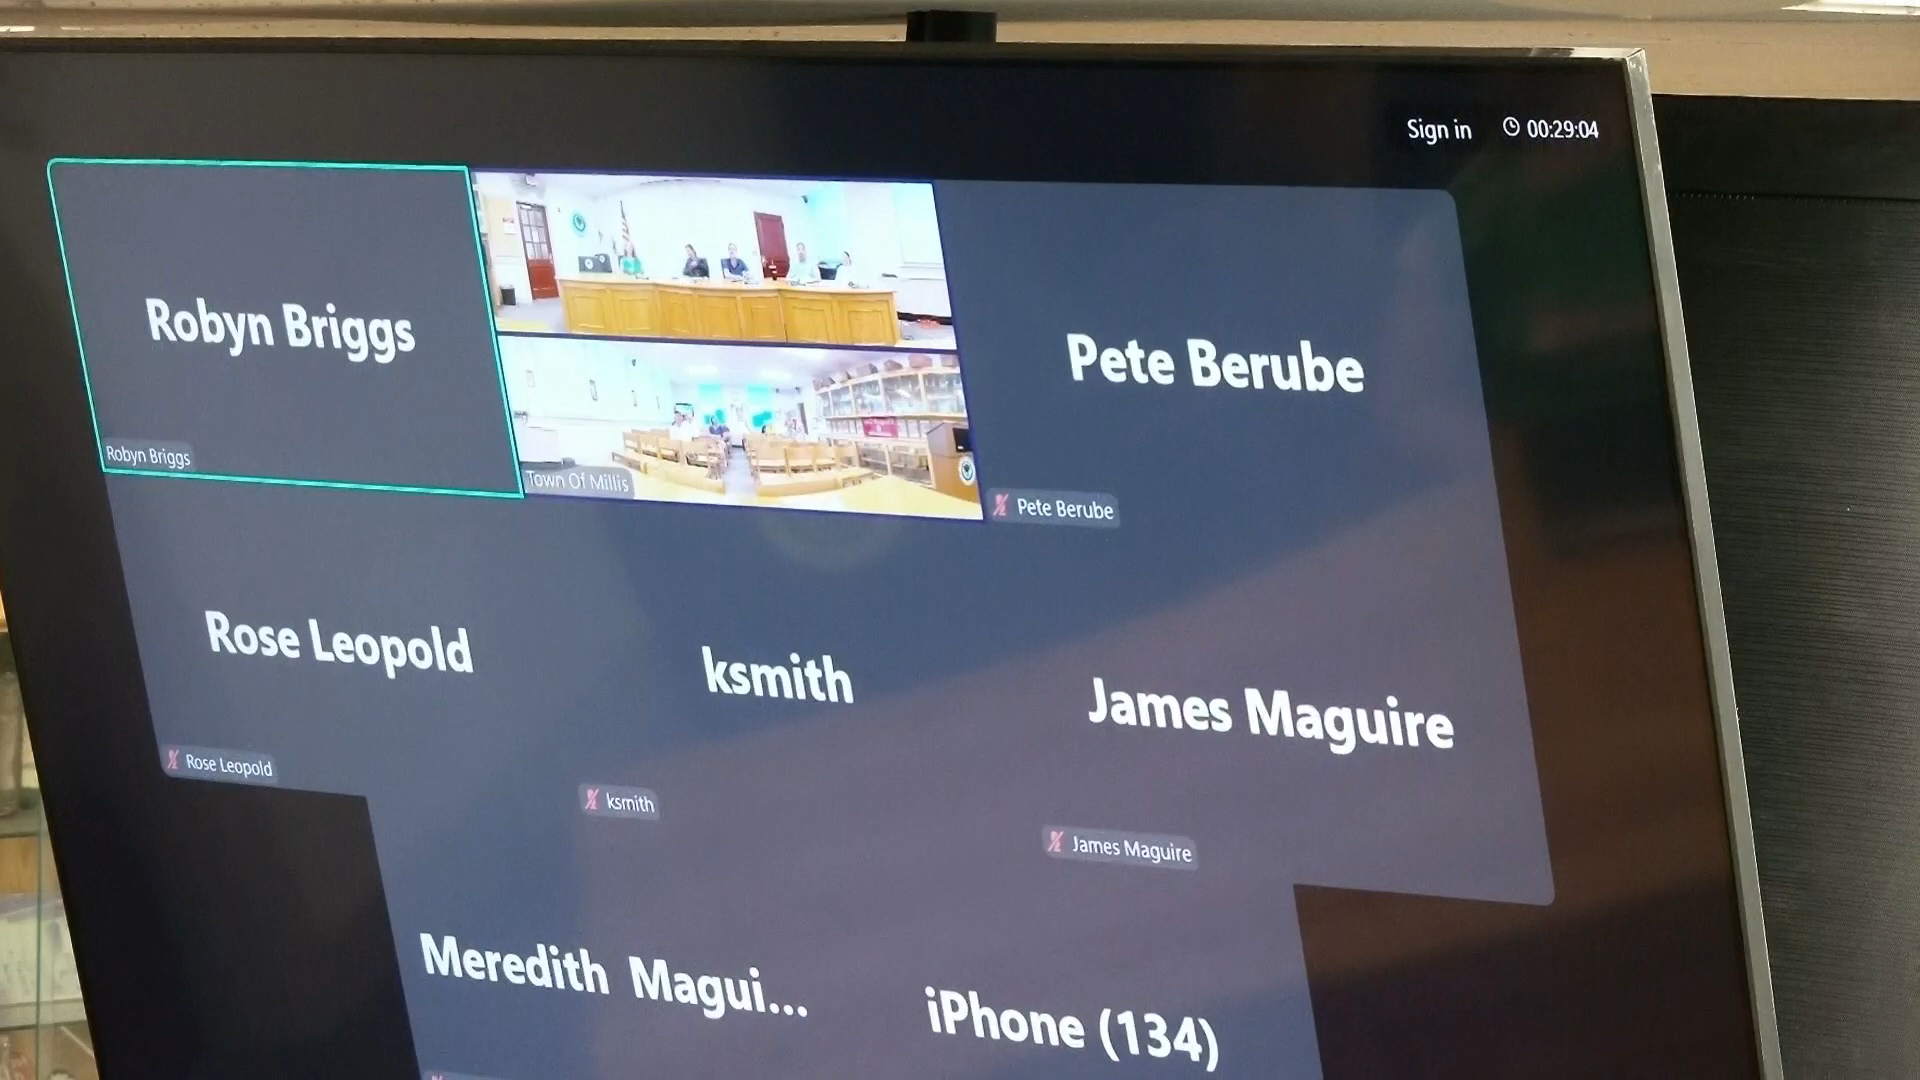 Sign in 00:29:04
Robyn Briggs
Robyn Briggs
Town Of Millis
Pete Berube
Pete Berube
Rose Leopold
Rose Leopold
ksmith
ksmith
James Maguire
James Maguire
Meredith Magui...
iPhone (134)